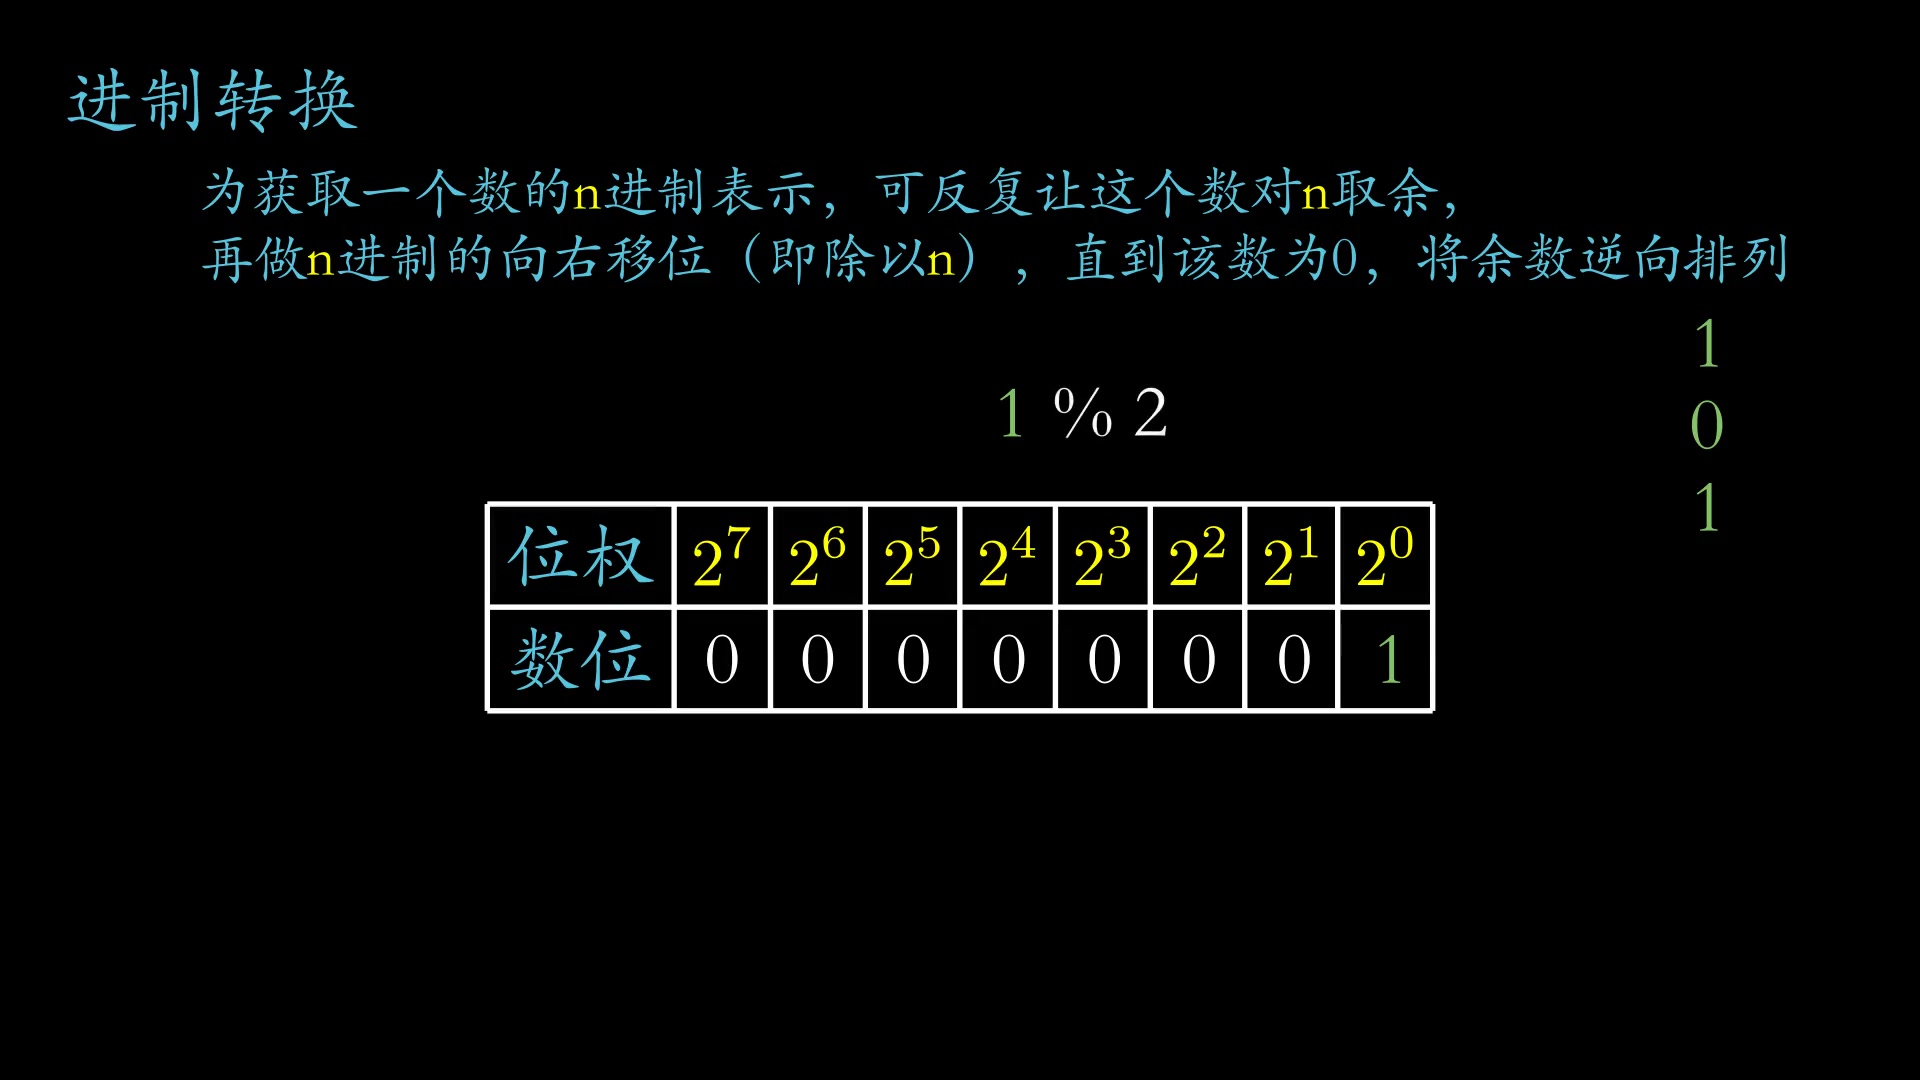 进制转换
为获取一个数的n进制表示，可反复让这个数对n取余，
再做n进制的向右移位（即除以n），直到该数为0，将余数逆向排列
1
1 % 2
0
1
位权 2^7 2^6 2^5 2^4 2^3 2^2 2^1 2^0
数位 0 0 0 0 0 0 0 1